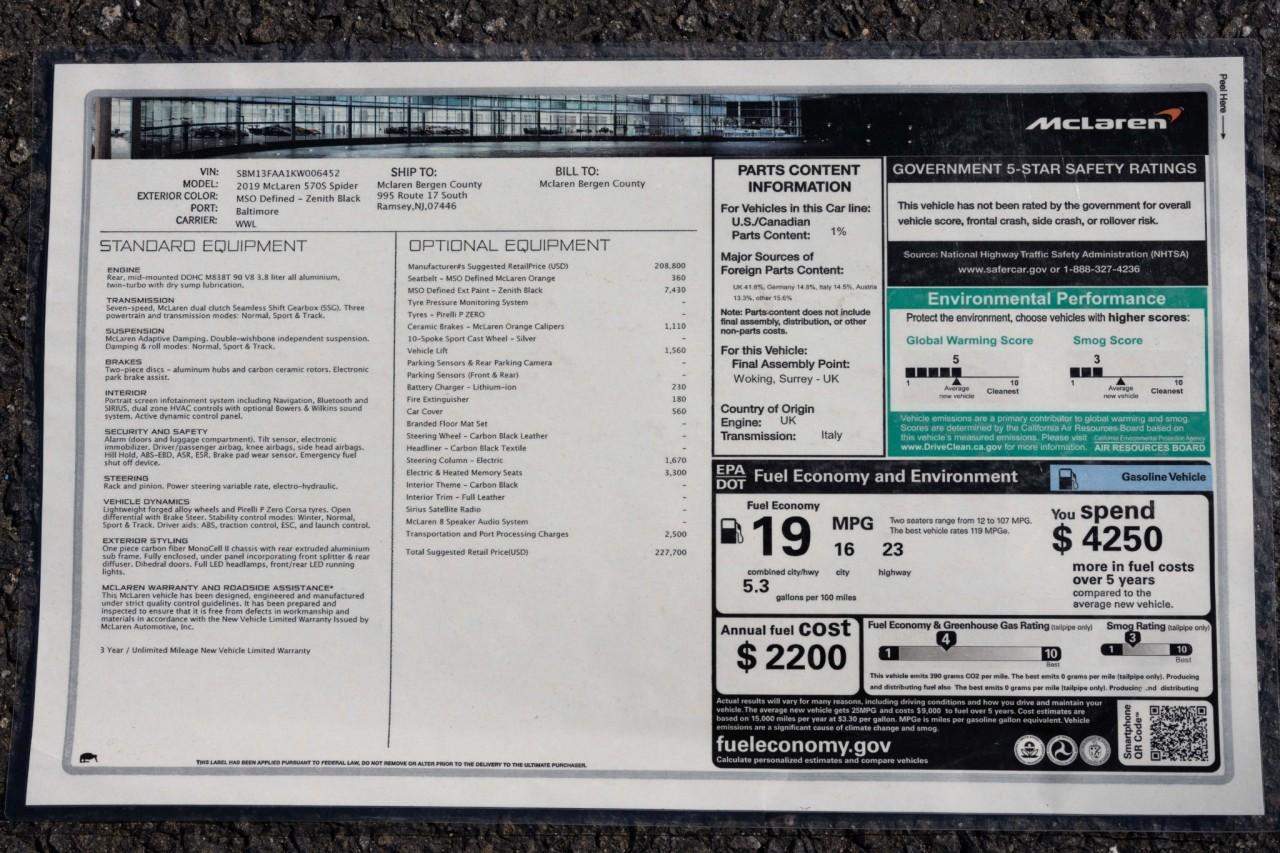 Peel Here
McLaren
VIN: SBM13FAA1KW006452
MODEL: 2019 McLaren 570S Spider
EXTERIOR COLOR: MSO Defined - Zenith Black
PORT: Baltimore
CARRIER: WWL
SHIP TO:
Mclaren Bergen County
995 Route 17 South
Ramsey,NJ,07446
BILL TO:
Mclaren Bergen County
STANDARD EQUIPMENT
ENGINE
Rear, mid-mounted DOHC M838T 90 V8 3.8 liter all aluminium,
twin-turbo with dry sump lubrication.
TRANSMISSION
Seven-speed, McLaren dual clutch Seamless Shift Gearbox (SSG). Three
powertrain and transmission modes: Normal, Sport & Track.
SUSPENSION
McLaren Adaptive Damping. Double-wishbone independent suspension.
Damping & roll modes: Normal, Sport & Track.
BRAKES
Two-piece discs - aluminum hubs and carbon ceramic rotors. Electronic
park brake assist.
INTERIOR
Portrait screen infotainment system including Navigation, Bluetooth and
SIRIUS, dual zone HVAC controls with optional Bowers & Wilkins sound
system. Active dynamic control panel.
SECURITY AND SAFETY
Alarm (doors and luggage compartment). Tilt sensor, electronic
immobilizer. Driver/passenger airbag, knee airbags, side head airbags.
Hill Hold, ABS-EBD, ASR, ESR. Brake pad wear sensor. Emergency fuel
shut off device.
STEERING
Rack and pinion. Power steering variable rate, electro-hydraulic.
VEHICLE DYNAMICS
Lightweight forged alloy wheels and Pirelli P Zero Corsa tyres. Open
differential with Brake Steer. Stability control modes: Winter, Normal,
Sport & Track. Driver aids: ABS, traction control, ESC, and launch control.
EXTERIOR STYLING
One piece carbon fiber MonoCell II chassis with rear extruded aluminium
sub frame. Fully enclosed, under panel incorporating front splitter & rear
diffuser. Dihedral doors. Full LED headlamps, front/rear LED running
lights.
MCLAREN WARRANTY AND ROADSIDE ASSISTANCE*
This McLaren vehicle has been designed, engineered and manufactured
under strict quality control guidelines. It has been prepared and
inspected to ensure that it is free from defects in workmanship and
materials in accordance with the New Vehicle Limited Warranty Issued by
McLaren Automotive, Inc.
3 Year / Unlimited Mileage New Vehicle Limited Warranty
OPTIONAL EQUIPMENT
Manufacturer#s Suggested RetailPrice (USD) 208,800
Seatbelt - MSO Defined McLaren Orange 360
MSO Defined Ext Paint - Zenith Black 7,430
Tyre Pressure Monitoring System -
Tyres - Pirelli P ZERO -
Ceramic Brakes - McLaren Orange Calipers 1,110
10-Spoke Sport Cast Wheel - Silver -
Vehicle Lift 1,560
Parking Sensors & Rear Parking Camera -
Parking Sensors (Front & Rear) -
Battery Charger - Lithium-ion 230
Fire Extinguisher 180
Car Cover 560
Branded Floor Mat Set -
Steering Wheel - Carbon Black Leather -
Headliner - Carbon Black Textile -
Steering Column - Electric 1,670
Electric & Heated Memory Seats 3,300
Interior Theme - Carbon Black -
Interior Trim - Full Leather -
Sirius Satellite Radio -
McLaren 8 Speaker Audio System -
Transportation and Port Processing Charges 2,500
Total Suggested Retail Price(USD) 227,700
THIS LABEL HAS BEEN APPLIED PURSUANT TO FEDERAL LAW, DO NOT REMOVE OR ALTER PRIOR TO THE DELIVERY TO THE ULTIMATE PURCHASER.
PARTS CONTENT
INFORMATION
For Vehicles in this Car line:
U.S./Canadian
Parts Content: 1%
Major Sources of
Foreign Parts Content:
UK 41.8%, Germany 14.8%, Italy 14.5%, Austria
13.3%, other 15.6%
Note: Parts content does not include
final assembly, distribution, or other
non-parts costs.
For this Vehicle:
Final Assembly Point:
Woking, Surrey - UK
Country of Origin
Engine: UK
Transmission: Italy
GOVERNMENT 5-STAR SAFETY RATINGS
This vehicle has not been rated by the government for overall
vehicle score, frontal crash, side crash, or rollover risk.
Source: National Highway Traffic Safety Administration (NHTSA)
www.safercar.gov or 1-888-327-4236
Environmental Performance
Protect the environment, choose vehicles with higher scores:
Global Warming Score
5
1 10
Average
new vehicle
Cleanest
Smog Score
3
1 10
Average
new vehicle
Cleanest
Vehicle emissions are a primary contributor to global warming and smog.
Scores are determined by the California Air Resources Board based on
this vehicle's measured emissions. Please visit
www.DriveClean.ca.gov for more information.
California Environmental Protection Agency
AIR RESOURCES BOARD
EPA
DOT
Fuel Economy and Environment
Gasoline Vehicle
Fuel Economy
19 MPG
16 23
combined city/hwy city highway
5.3 gallons per 100 miles
Two seaters range from 12 to 107 MPG.
The best vehicle rates 119 MPGe.
You spend
$ 4250
more in fuel costs
over 5 years
compared to the
average new vehicle.
Annual fuel cost
$ 2200
Fuel Economy & Greenhouse Gas Rating (tailpipe only)
4
1 10
Best
Smog Rating (tailpipe only)
3
1 10
Best
This vehicle emits 390 grams CO2 per mile. The best emits 0 grams per mile (tailpipe only). Producing
and distributing fuel also The best emits 0 grams per mile (tailpipe only). Producing and distributing
Actual results will vary for many reasons, including driving conditions and how you drive and maintain your
vehicle. The average new vehicle gets 25MPG and costs $9,000 to fuel over 5 years. Cost estimates are
based on 15,000 miles per year at $3.30 per gallon. MPGe is miles per gasoline gallon equivalent. Vehicle
emissions are a significant cause of climate change and smog.
fueleconomy.gov
Calculate personalized estimates and compare vehicles
Smartphone
QR Code™